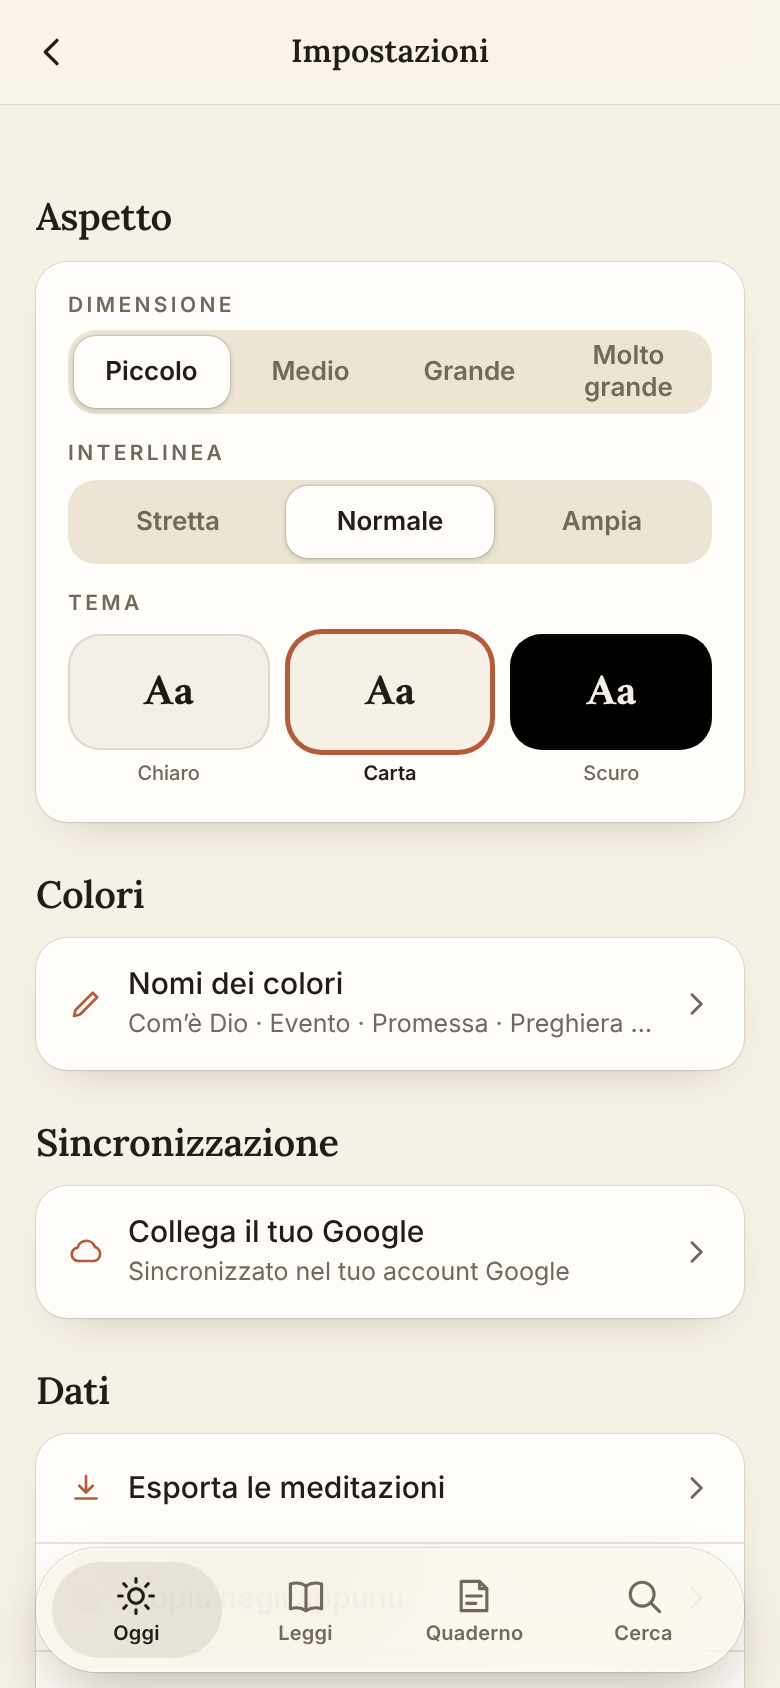 Impostazioni
Aspetto
DIMENSIONE
Piccolo
Medio
Grande
Molto
grande
INTERLINEA
Stretta
Normale
Ampia
TEMA
Aa
Aa
Aa
Chiaro
Carta
Scuro
Colori
Nomi dei colori
Com’è Dio · Evento · Promessa · Preghiera ...
Sincronizzazione
Collega il tuo Google
Sincronizzato nel tuo account Google
Dati
Esporta le meditazioni
negli appunti
Oggi
Leggi
Quaderno
Cerca